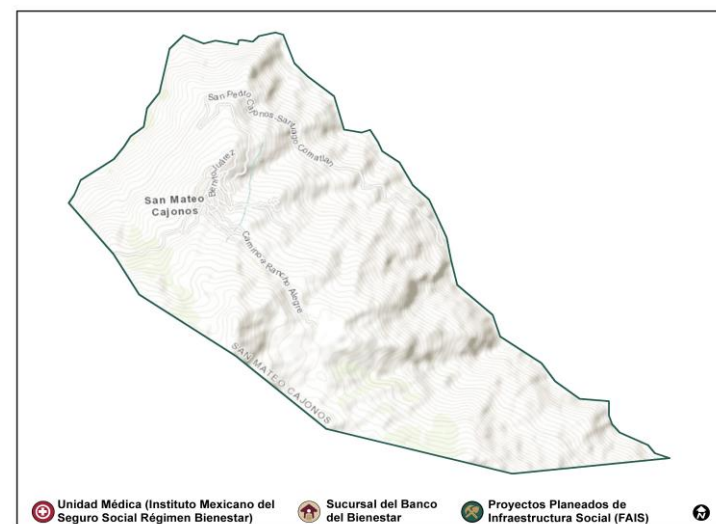 San Pedro Cajonos-Santiago Comaltán
Benito Juárez
San Mateo
Cajonos
Camino a Rancho Alegre
SAN MATEO CAJONOS
Unidad Médica (Instituto Mexicano del
Seguro Social Régimen Bienestar)
Sucursal del Banco
del Bienestar
Proyectos Planeados de
Infraestructura Social (FAIS)
N